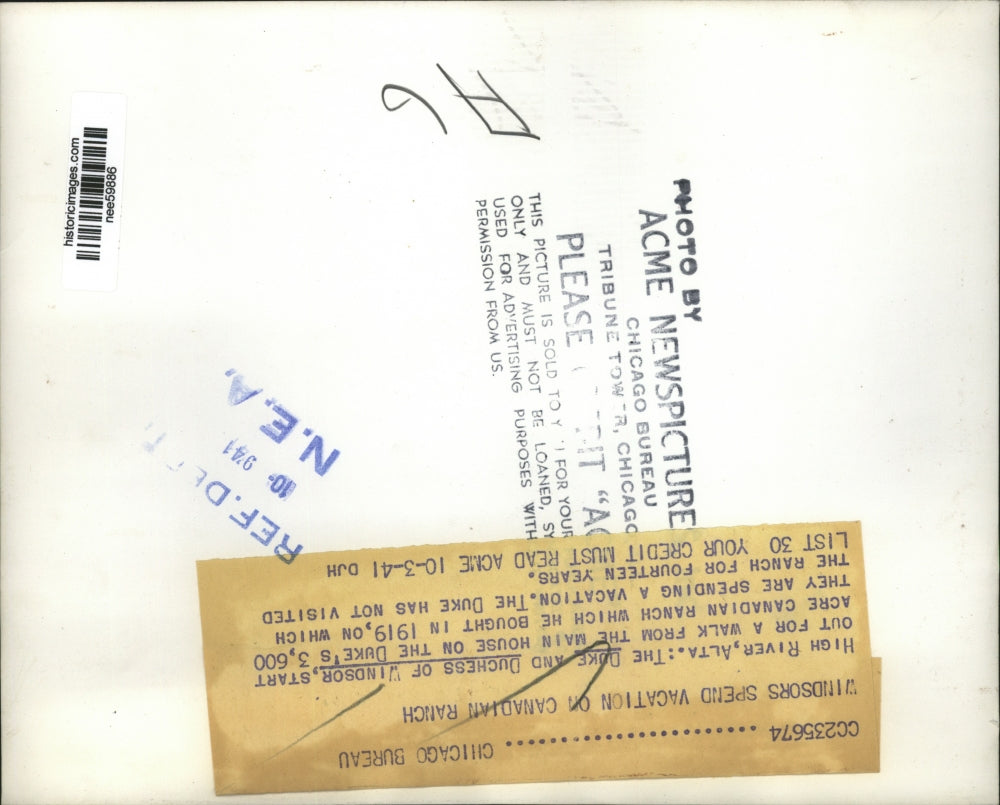 historicimages.com
nee59886
PHOTO BY
ACME NEWSPICTURE
CHICAGO BUREAU
TRIBUNE TOW R, CHICAGO
PLEASE "AC
THIS PICTURE IS SOLD TO Y FOR YOUR
ONLY AND MUST NOT BE LOANED, SY
USED FOR ADVERTISING PURPOSES WITH
PERMISSION FROM US.
REF. DEPT
10 941
N.E.A.
CC235674 CHICAGO BUREAU
WINDSORS SPEND VACATION ON CANADIAN RANCH
HIGH RIVER, ALTA.: THE DUKE AND DUCHESS OF WINDSOR, START
OUT FOR A WALK FROM THE MAIN HOUSE ON THE DUKE'S 3,600
ACRE CANADIAN RANCH WHICH HE BOUGHT IN 1919, ON WHICH
THEY ARE SPENDING A VACATION. THE DUKE HAS NOT VISITED
THE RANCH FOR FOURTEEN YEARS.
LIST 30 YOUR CREDIT MUST READ ACME 10-3-41 DJH